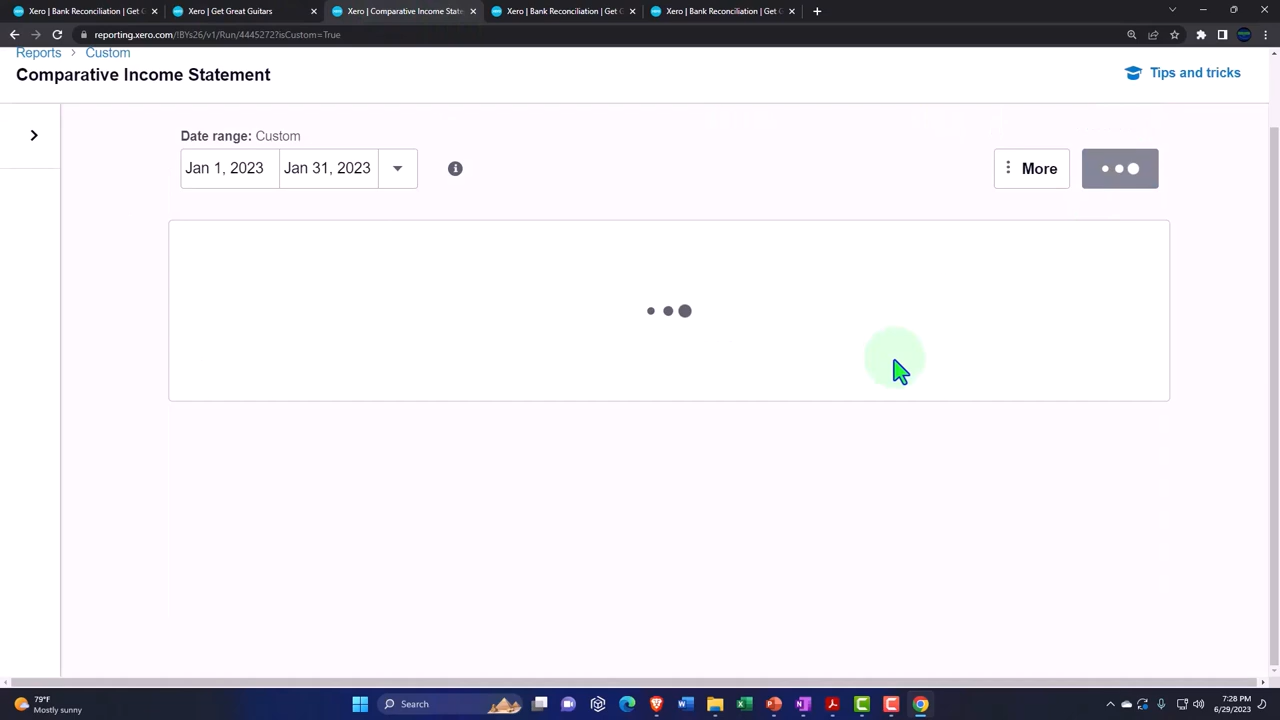 Xero | Bank Reconciliation | Get G
Xero | Get Great Guitars
Xero | Comparative Income State
Xero | Bank Reconciliation | Get G
Xero | Bank Reconciliation | Get G
reporting.xero.com/!BYs26/v1/Run/4445272?isCustom=True
Reports > Custom
Comparative Income Statement
Tips and tricks
Date range: Custom
Jan 1, 2023 Jan 31, 2023
More
79°F
Mostly sunny
Search
7:28 PM
6/29/2023